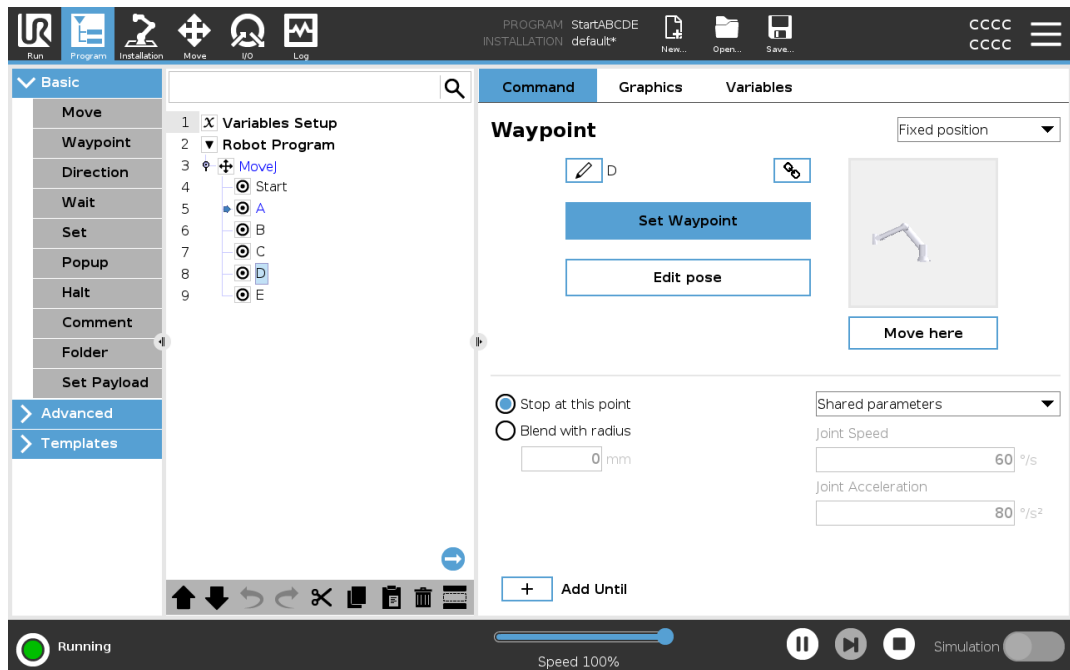 UR
Run
Program
Installation
Move
I/O
Log
PROGRAM StartABCDE
INSTALLATION default*
New...
Open...
Save...
CCCC
CCCC
Basic
Move
Waypoint
Direction
Wait
Set
Popup
Halt
Comment
Folder
Set Payload
Advanced
Templates
1 X Variables Setup
2 Robot Program
3 MoveJ
4 Start
5 A
6 B
7 C
8 D
9 E
Command Graphics Variables
Waypoint
Fixed position
D
Set Waypoint
Edit pose
Move here
Stop at this point
Blend with radius
0 mm
Shared parameters
Joint Speed
60 °/s
Joint Acceleration
80 °/s²
+ Add Until
Running
Speed 100%
Simulation